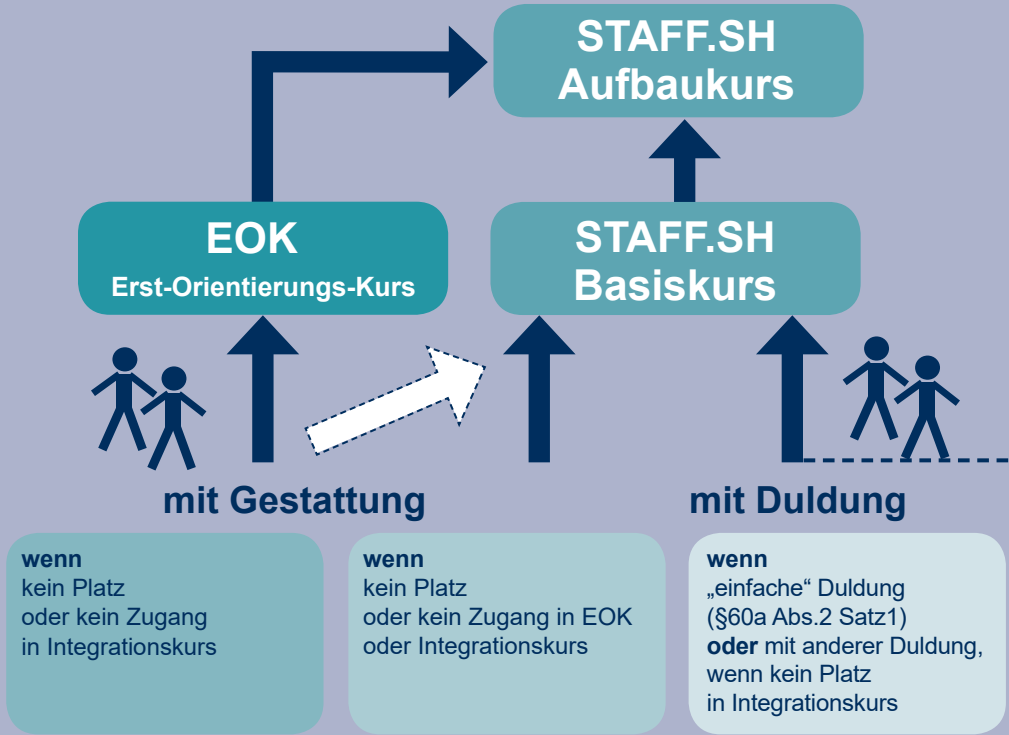 STAFF.SH
Aufbaukurs
EOK
Erst-Orientierungs-Kurs
STAFF.SH
Basiskurs
mit Gestattung
mit Duldung
wenn
kein Platz
oder kein Zugang
in Integrationskurs
wenn
kein Platz
oder kein Zugang in EOK
oder Integrationskurs
wenn
„einfache“ Duldung
(§60a Abs.2 Satz1)
oder mit anderer Duldung,
wenn kein Platz
in Integrationskurs